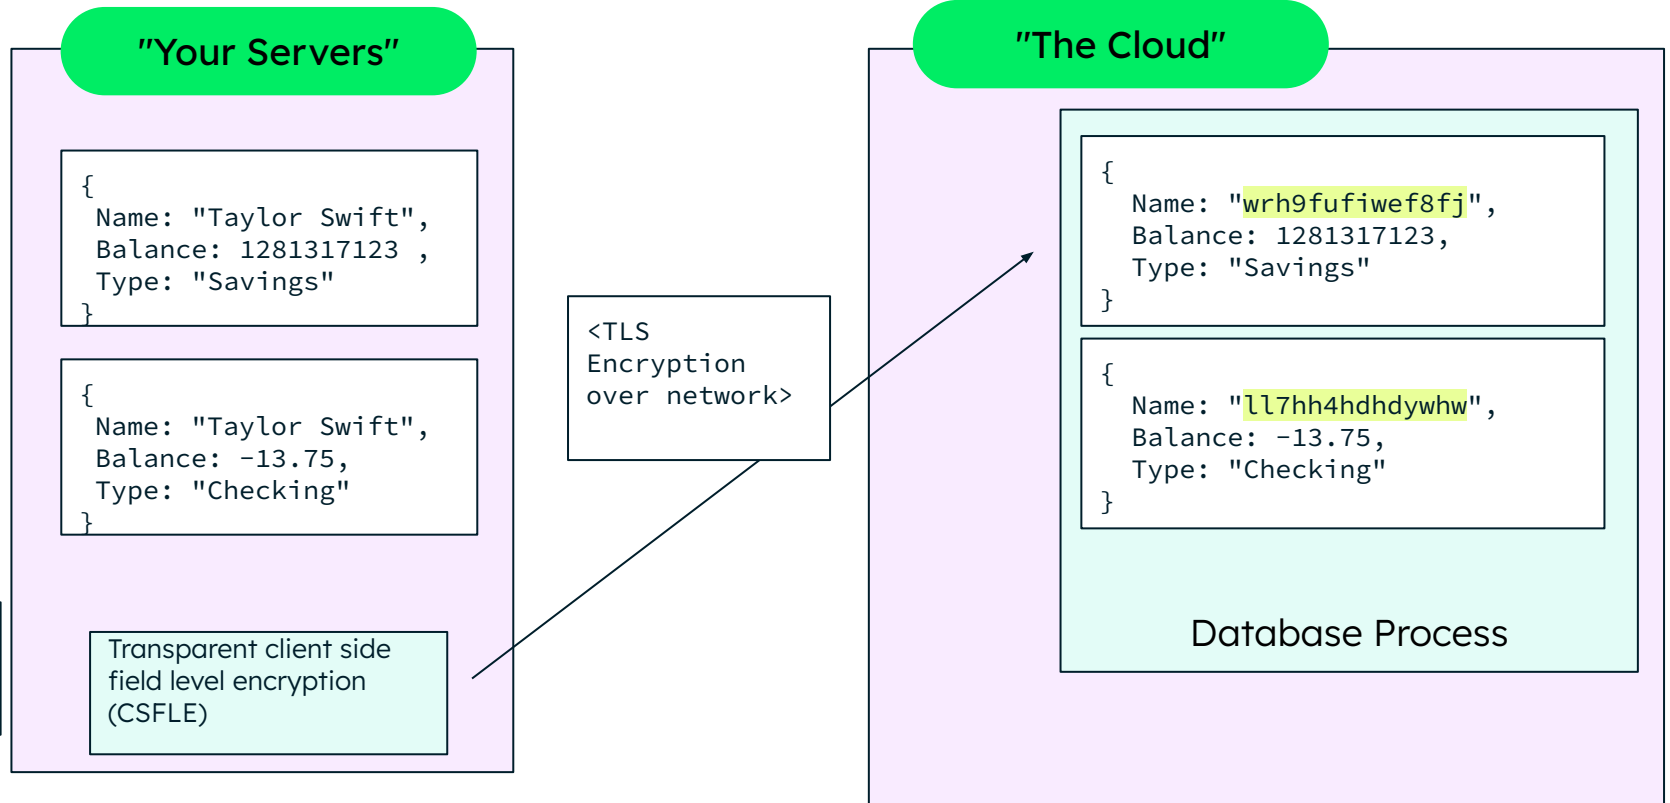 "Your Servers"
{
Name: "Taylor Swift",
Balance: 1281317123 ,
Type: "Savings"
}
{
Name: "Taylor Swift",
Balance: -13.75,
Type: "Checking"
}
Transparent client side
field level encryption
(CSFLE)
<TLS
Encryption
over network>
"The Cloud"
{
Name: "wrh9fufiwef8fj",
Balance: 1281317123,
Type: "Savings"
}
{
Name: "ll7hh4hdhdywhw",
Balance: -13.75,
Type: "Checking"
}
Database Process